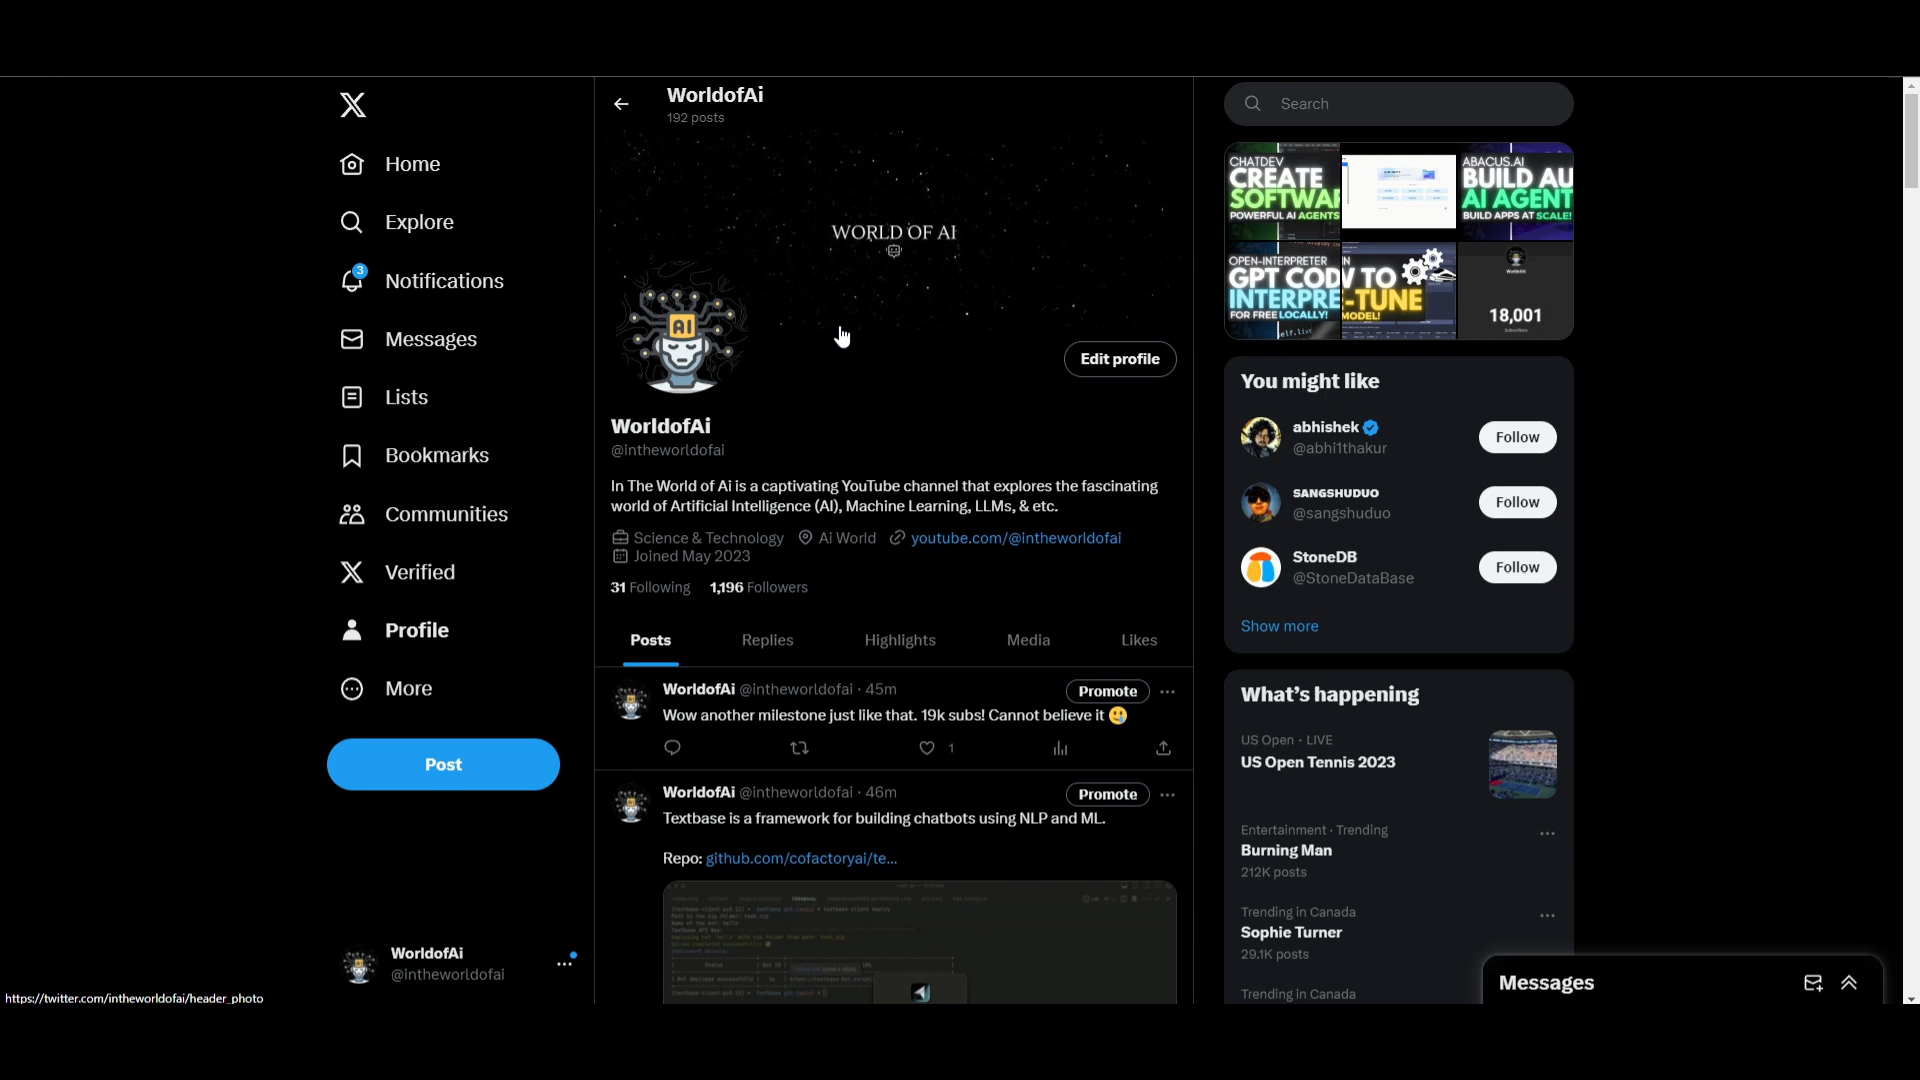 Home
Explore
3
Notifications
Messages
Lists
Bookmarks
Communities
Verified
Profile
More
Post
WorldofAi
@intheworldofai
https://twitter.com/intheworldofai/header_photo
WorldofAi
192 posts
WORLD OF AI
AI
Edit profile
WorldofAi
@intheworldofai
In The World of Ai is a captivating YouTube channel that explores the fascinating
world of Artificial Intelligence (AI), Machine Learning, LLMs, & etc.
Science & Technology Ai World youtube.com/@intheworldofai
Joined May 2023
31 Following 1,196 Followers
Posts Replies Highlights Media Likes
WorldofAi @intheworldofai · 45m Promote
Wow another milestone just like that. 19k subs! Cannot believe it 🥲
1
WorldofAi @intheworldofai · 46m Promote
Textbase is a framework for building chatbots using NLP and ML.
Repo: github.com/cofactoryai/te...
Search
CHATDEV
CREATE
SOFTWAR
POWERFUL AI AGENTS
ABACUS.AI
BUILD AU
AI AGENT
BUILD APPS AT SCALE!
OPEN-INTERPRETER
GPT COD
INTERPRE
FOR FREE LOCALLY!
W TO
-TUNE
MODEL!
18,001
You might like
abhishek
@abhi1thakur
Follow
SANGSHUDUO
@sangshuduo
Follow
StoneDB
@StoneDataBase
Follow
Show more
What's happening
US Open · LIVE
US Open Tennis 2023
Entertainment · Trending
Burning Man
212K posts
Trending in Canada
Sophie Turner
29.1K posts
Trending in Canada
Messages